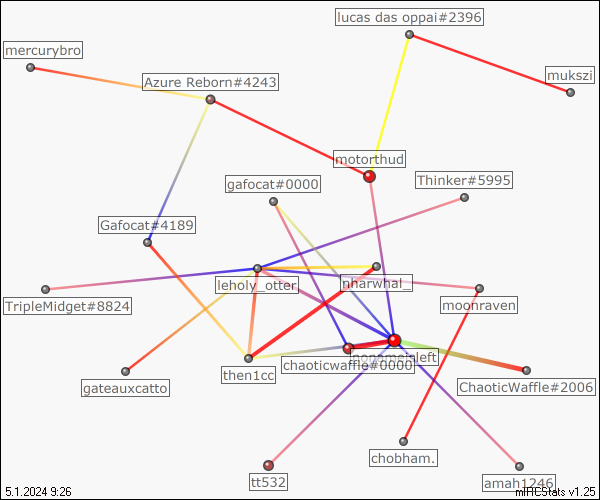 lucas das oppai#2396
mercurybro
mukszi
Azure Reborn#4243
motorthud
Thinker#5995
gafocat#0000
Gafocat#4189
leholy_otter
nharwhal_
TripleMidget#8824
moonraven
chaoticwaffle#0000
then1cc
gateauxcatto
ChaoticWaffle#2006
chobham.
tt532
amah1246
5.1.2024 9:26
mIRCStats v1.25